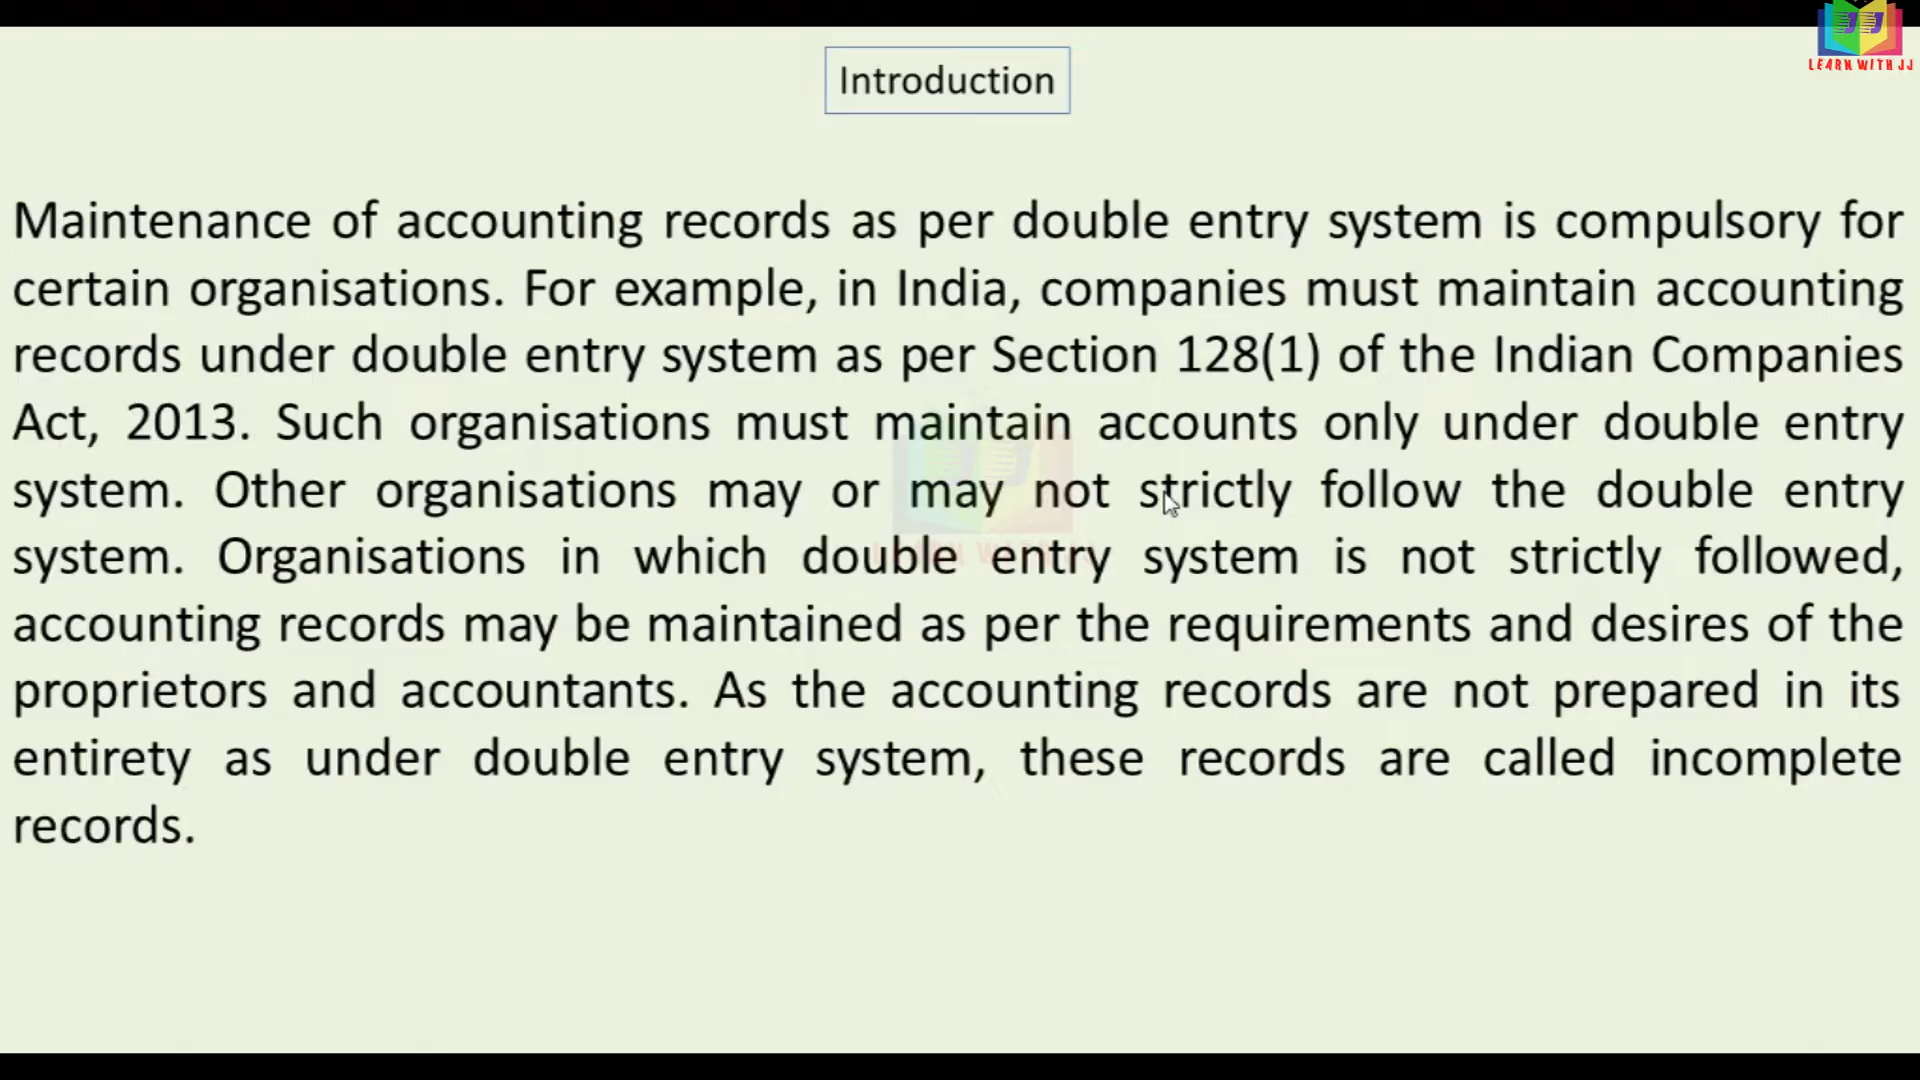 LEARN WITH JJ
Introduction
Maintenance of accounting records as per double entry system is compulsory for
certain organisations. For example, in India, companies must maintain accounting
records under double entry system as per Section 128(1) of the Indian Companies
Act, 2013. Such organisations must maintain accounts only under double entry
system. Other organisations may or may not strictly follow the double entry
system. Organisations in which double entry system is not strictly followed,
accounting records may be maintained as per the requirements and desires of the
proprietors and accountants. As the accounting records are not prepared in its
entirety as under double entry system, these records are called incomplete
records.
LEARN WITH JJ